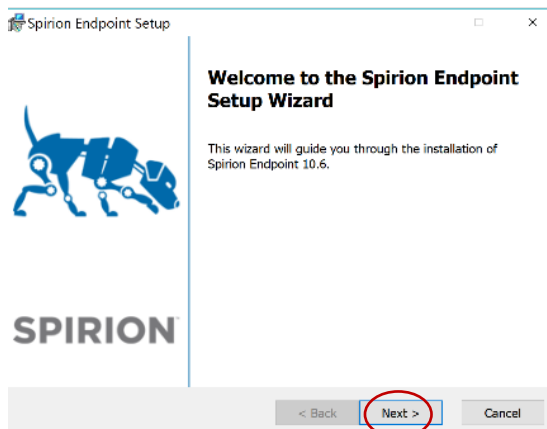 Spirion Endpoint Setup
Welcome to the Spirion Endpoint
Setup Wizard
This wizard will guide you through the installation of
Spirion Endpoint 10.6.
SPIRION
< Back Next > Cancel